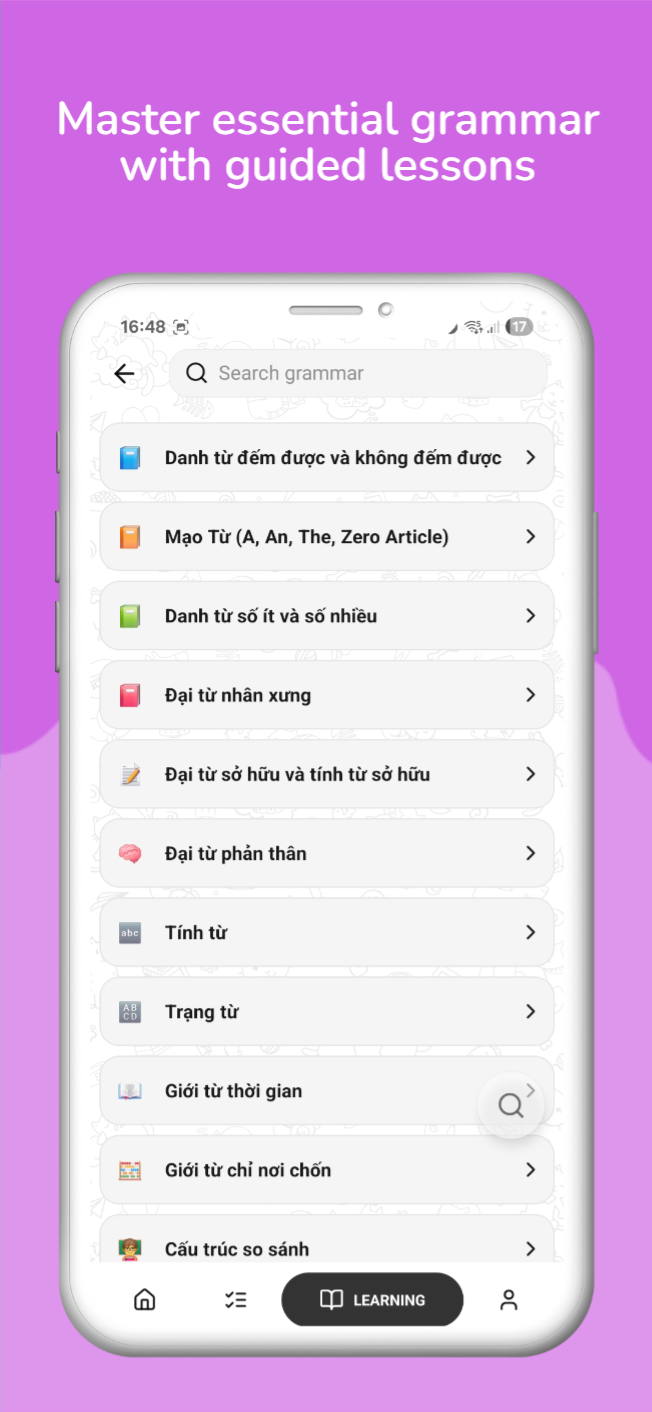 Master essential grammar
with guided lessons
16:48
17
Search grammar
Danh từ đếm được và không đếm được
Mạo Từ (A, An, The, Zero Article)
Danh từ số ít và số nhiều
Đại từ nhân xưng
Đại từ sở hữu và tính từ sở hữu
Đại từ phản thân
abc
Tính từ
AB
CD
Trạng từ
Giới từ thời gian
Giới từ chỉ nơi chốn
Cấu trúc so sánh
LEARNING